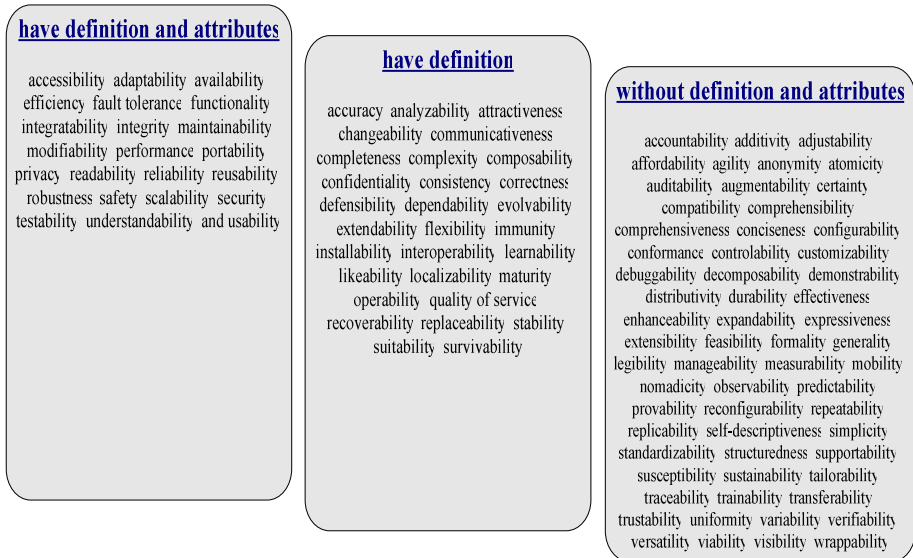 have definition and attributes
accessibility adaptability availability
efficiency fault tolerance functionality
integratability integrity maintainability
modifiability performance portability
privacy readability reliability reusability
robustness safety scalability security
testability understandability and usability
have definition
accuracy analyzability attractiveness
changeability communicativeness
completeness complexity composability
confidentiality consistency correctness
defensibility dependability evolvability
extendability flexibility immunity
installability interoperability learnability
likeability localizability maturity
operability quality of service
recoverability replaceability stability
suitability survivability
without definition and attributes
accountability additivity adjustability
affordability agility anonymity atomicity
auditability augmentability certainty
compatibility comprehensibility
comprehensiveness conciseness configurability
conformance controlability customizability
debuggability decomposability demonstrability
distributivity durability effectiveness
enhanceability expandability expressiveness
extensibility feasibility formality generality
legibility manageability measurability mobility
nomadicity observability predictability
provability reconfigurability repeatability
replicability self-descriptiveness simplicity
standardizability structuredness supportability
susceptibility sustainability tailorability
traceability trainability transferability
trustability uniformity variability verifiability
versatility viability visibility wrappability